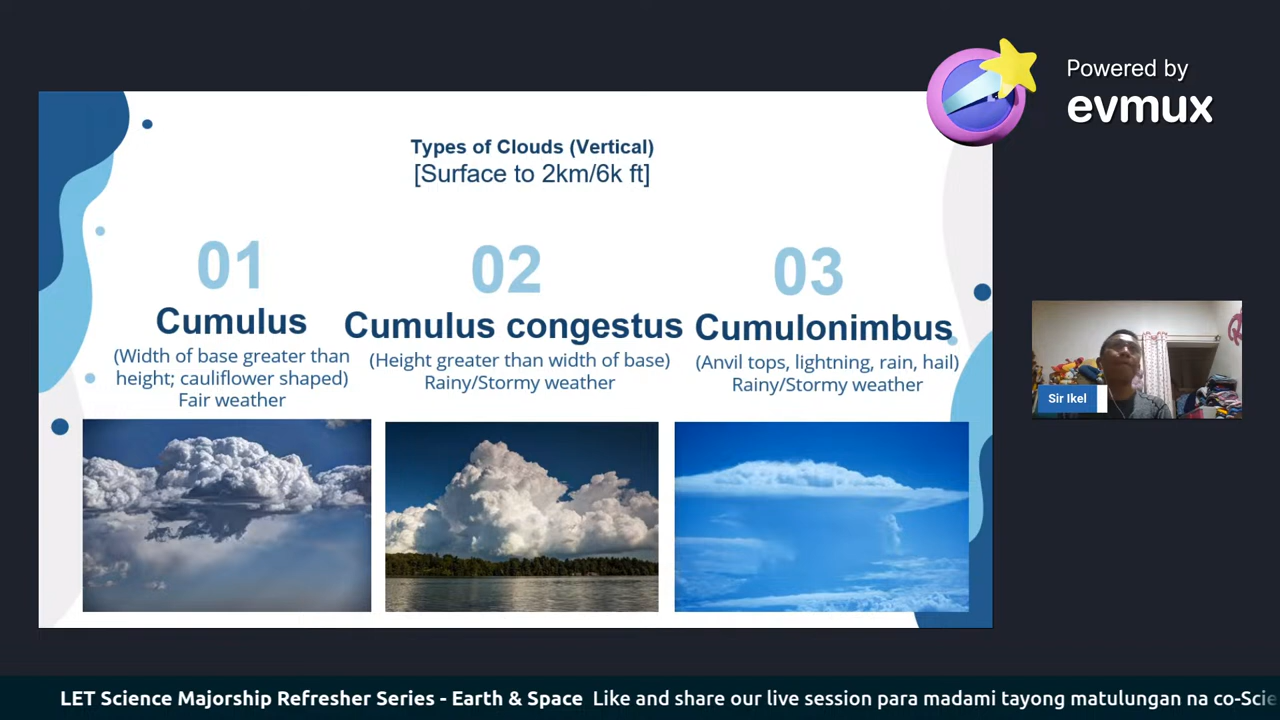 Powered by
evmux
Types of Clouds (Vertical)
[Surface to 2km/6k ft]
01
Cumulus
(Width of base greater than
height; cauliflower shaped)
Fair weather
02
Cumulus congestus
(Height greater than width of base)
Rainy/Stormy weather
03
Cumulonimbus
(Anvil tops, lightning, rain, hail)
Rainy/Stormy weather
Sir Ikel
LET Science Majorship Refresher Series - Earth & Space Like and share our live session para madami tayong matulungan na